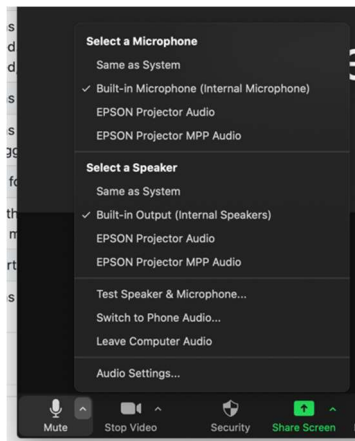 Select a Microphone
Same as System
✓ Built-in Microphone (Internal Microphone)
EPSON Projector Audio
EPSON Projector MPP Audio
Select a Speaker
Same as System
✓ Built-in Output (Internal Speakers)
EPSON Projector Audio
EPSON Projector MPP Audio
Test Speaker & Microphone...
Switch to Phone Audio...
Leave Computer Audio
Audio Settings...
Mute
Stop Video
Security
Share Screen